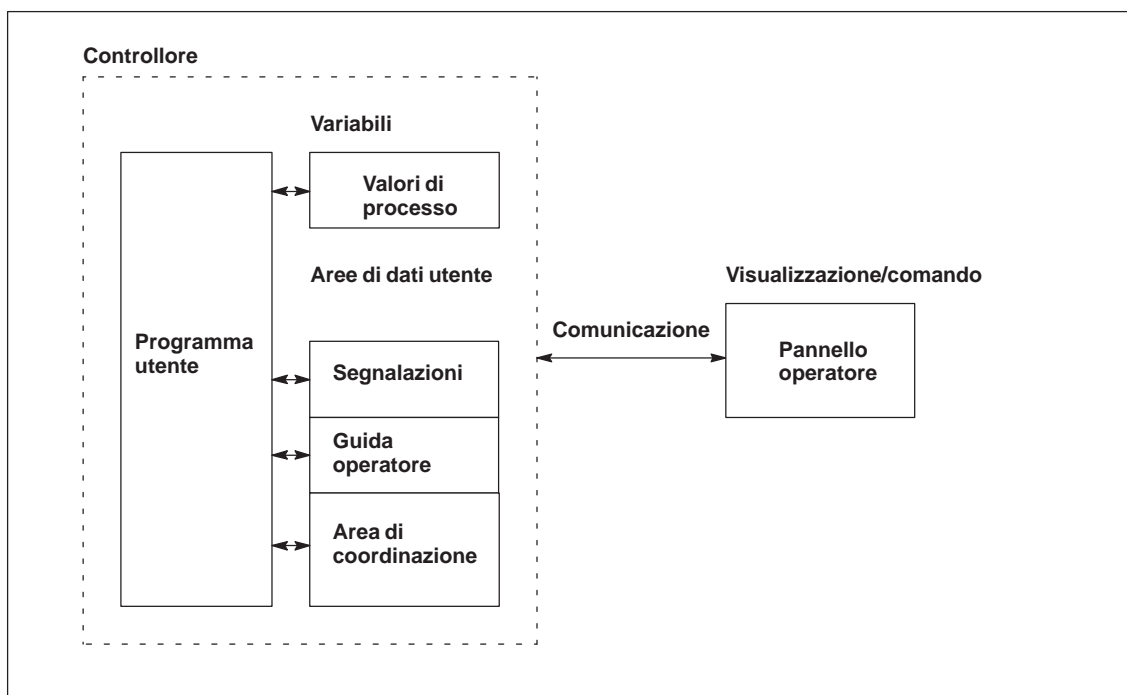 Controllore
Variabili
Valori di
processo
Aree di dati utente
Programma
utente
Segnalazioni
Guida
operatore
Area di
coordinazione
Comunicazione
Visualizzazione/comando
Pannello
operatore